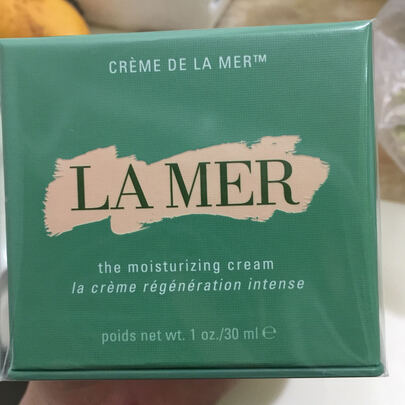 CRÈME DE LA MER™
LA MER
the moisturizing cream
la crème régénération intense
poids net wt. 1 oz./30 ml ℮